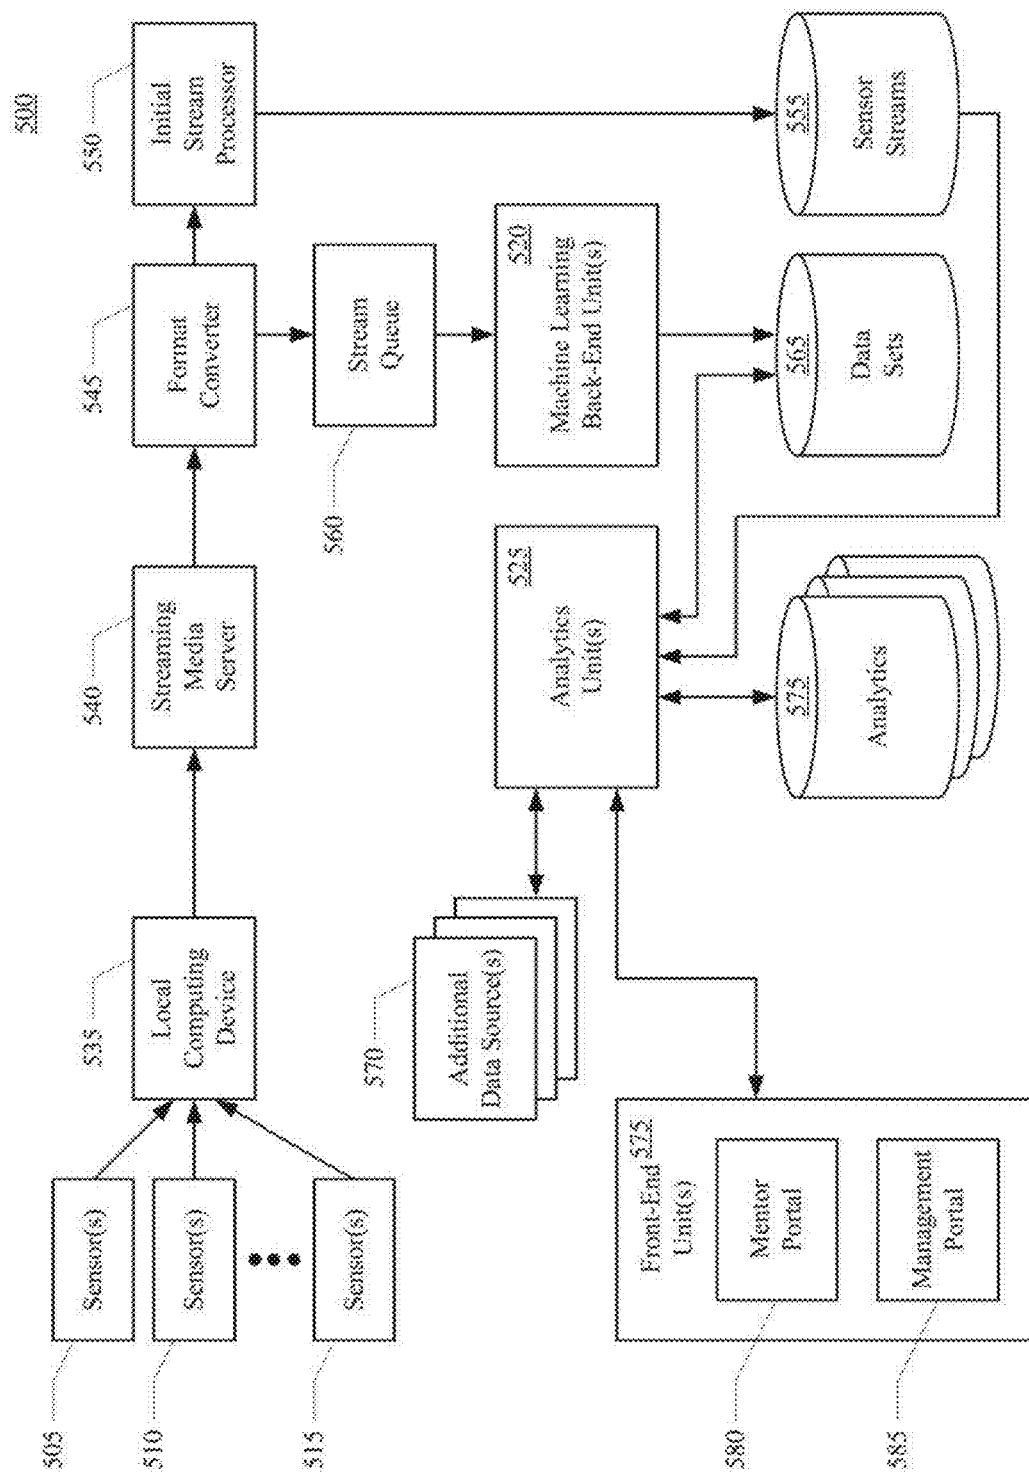 500
505
Sensor(s)
510
Sensor(s)
515
Sensor(s)
535
Local
Computing
Device
540
Streaming
Media
Server
545
Format
Converter
550
Initial
Stream
Processor
560
Stream
Queue
520
Machine Learning
Back-End Unit(s)
525
Analytics
Unit(s)
570
Additional
Data Source(s)
575
Front-End
Unit(s)
580
Mentor
Portal
585
Management
Portal
575
Analytics
565
Data
Sets
555
Sensor
Streams